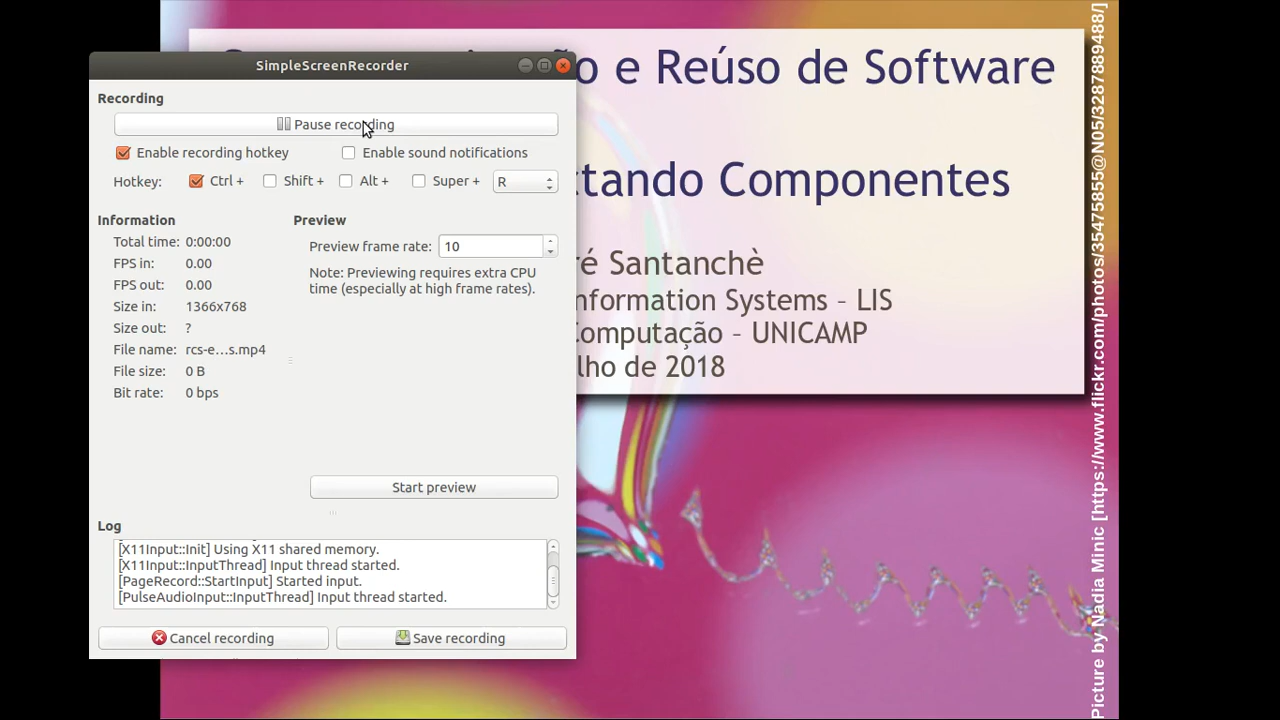 SimpleScreenRecorder
Recording
Pause recording
Enable recording hotkey
Enable sound notifications
Hotkey: Ctrl + Shift + Alt + Super + R
Information
Total time: 0:00:00
FPS in: 0.00
FPS out: 0.00
Size in: 1366x768
Size out: ?
File name: rcs-e...s.mp4
File size: 0 B
Bit rate: 0 bps
Preview
Preview frame rate: 10
Note: Previewing requires extra CPU
time (especially at high frame rates).
Start preview
Log
[X11Input::Init] Using X11 shared memory.
[X11Input::InputThread] Input thread started.
[PageRecord::StartInput] Started input.
[PulseAudioInput::InputThread] Input thread started.
Cancel recording
Save recording
o e Reúso de Software
ctando Componentes
ré Santanchè
nformation Systems – LIS
Computação – UNICAMP
lho de 2018
Picture by Nadia Minic [https://www.flickr.com/photos/35475855@N05/3287889488/]